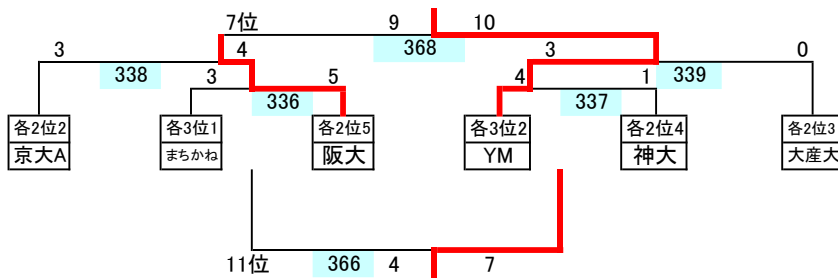 7位 9 10
368
3 4 3 0
338 339
3 5 4 1
336 337
各2位2 各3位1 各2位5 各3位2 各2位4 各2位3
京大A まちかね 阪大 YM 神大 大産大
11位 366 4 7